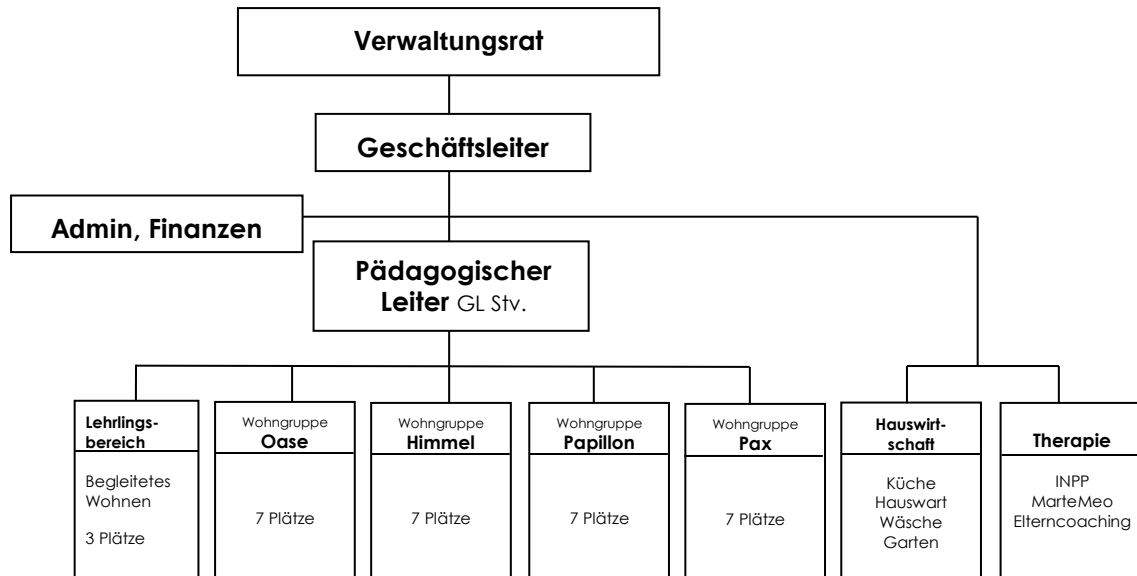 Verwaltungsrat
Geschäftsleiter
Admin, Finanzen
Pädagogischer
Leiter GL Stv.
Lehrlings-
bereich
Begleitetes
Wohnen
3 Plätze
Wohngruppe
Oase
7 Plätze
Wohngruppe
Himmel
7 Plätze
Wohngruppe
Papillon
7 Plätze
Wohngruppe
Pax
7 Plätze
Hauswirt-
schaft
Küche
Hauswart
Wäsche
Garten
Therapie
INPP
MarteMeo
Elterncoaching